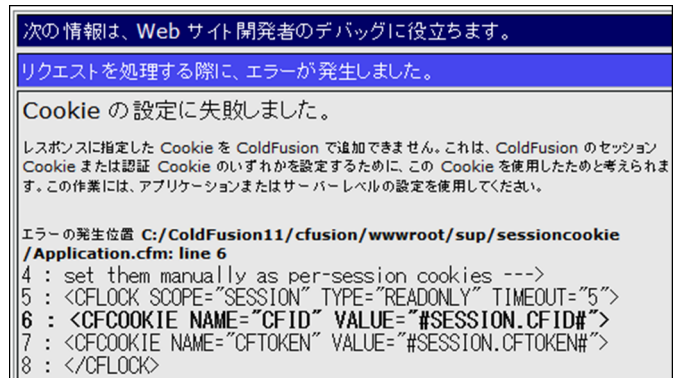 次の情報は、Web サイト開発者のデバッグに役立ちます。
リクエストを処理する際に、エラーが発生しました。
Cookie の設定に失敗しました。
レスポンスに指定した Cookie を ColdFusion で追加できません。これは、ColdFusion のセッション
Cookie または認証 Cookie のいずれかを設定するために、この Cookie を使用したためと考えられま
す。この作業には、アプリケーションまたはサーバーレベルの設定を使用してください。
エラーの発生位置 C:/ColdFusion11/cfusion/wwwroot/sup/sessioncookie
/Application.cfm: line 6
4 : set them manually as per-session cookies --->
5 : <CFLOCK SCOPE="SESSION" TYPE="READONLY" TIMEOUT="5">
6 : <CFCOOKIE NAME="CFID" VALUE="#SESSION.CFID#">
7 : <CFCOOKIE NAME="CFTOKEN" VALUE="#SESSION.CFTOKEN#">
8 : </CFLOCK>